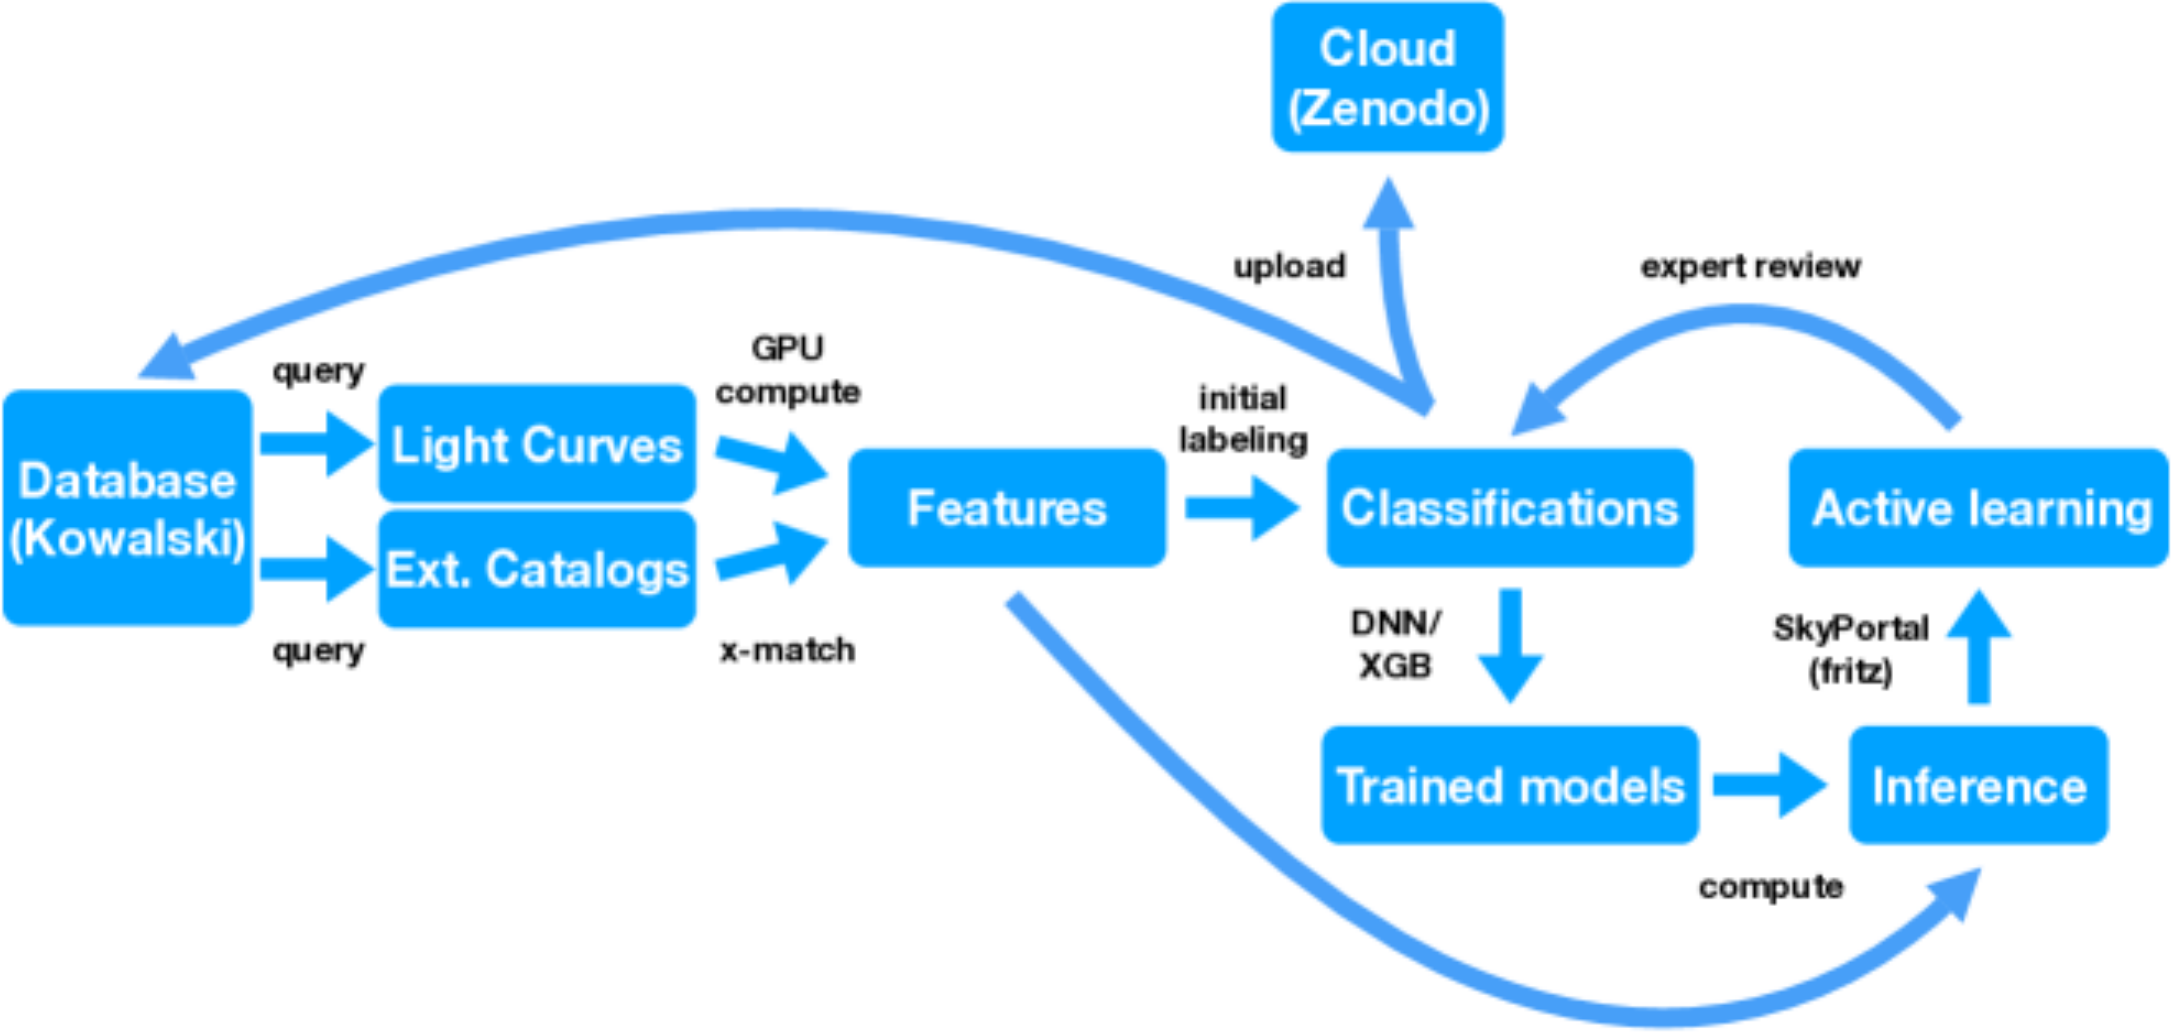 Cloud
(Zenodo)
upload
expert review
query
GPU
compute
initial
labeling
Database
(Kowalski)
Light Curves
Ext. Catalogs
Features
Classifications
Active learning
query
x-match
DNN/
XGB
SkyPortal
(fritz)
Trained models
Inference
compute